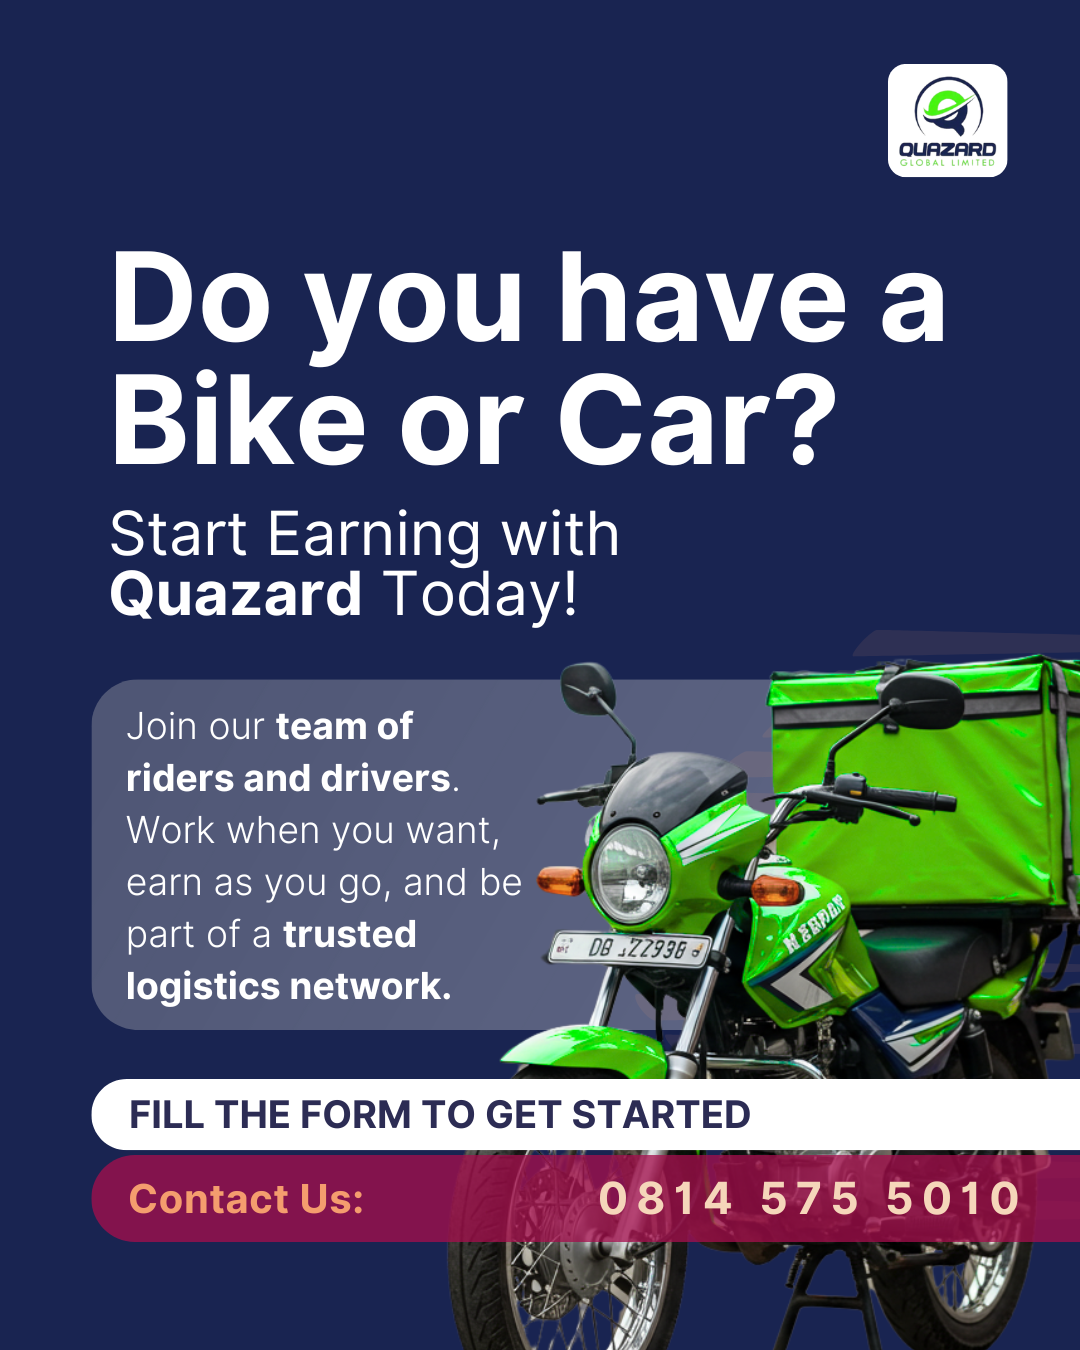 QUAZARD
GLOBAL LIMITED
Do you have a
Bike or Car?
Start Earning with
Quazard Today!
Join our team of
riders and drivers.
Work when you want,
earn as you go, and be
part of a trusted
logistics network.
FILL THE FORM TO GET STARTED
Contact Us: 0814 575 5010